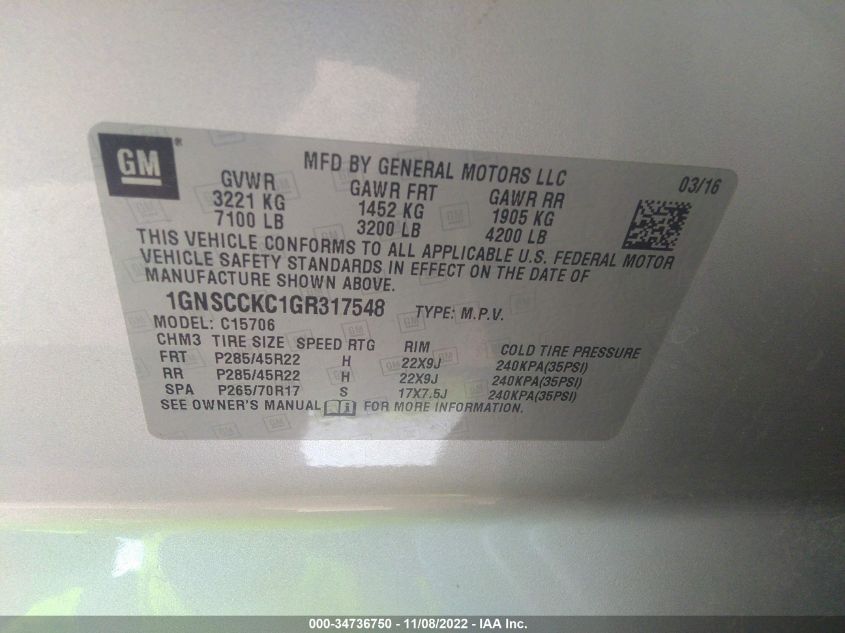 GM ®
MFD BY GENERAL MOTORS LLC 03/16
GVWR GAWR FRT GAWR RR
3221 KG 1452 KG 1905 KG
7100 LB 3200 LB 4200 LB
THIS VEHICLE CONFORMS TO ALL APPLICABLE U.S. FEDERAL MOTOR
VEHICLE SAFETY STANDARDS IN EFFECT ON THE DATE OF
MANUFACTURE SHOWN ABOVE.
1GNSCCKC1GR317548 TYPE: M.P.V.
MODEL: C15706
CHM3 TIRE SIZE SPEED RTG RIM COLD TIRE PRESSURE
FRT P285/45R22 H 22X9J 240KPA(35PSI)
RR P285/45R22 H 22X9J 240KPA(35PSI)
SPA P265/70R17 S 17X7.5J 240KPA(35PSI)
SEE OWNER'S MANUAL FOR MORE INFORMATION.
000-34736750 - 11/08/2022 - IAA Inc.